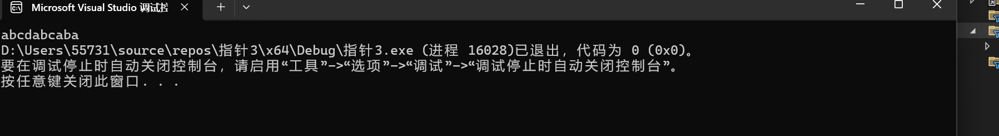 Microsoft Visual Studio 调试控
abcdabcaba
D:\Users\55731\source\repos\指针3\x64\Debug\指针3.exe (进程 16028)已退出，代码为 0 (0x0)。
要在调试停止时自动关闭控制台，请启用“工具”->“选项”->“调试”->“调试停止时自动关闭控制台”。
按任意键关闭此窗口. . .